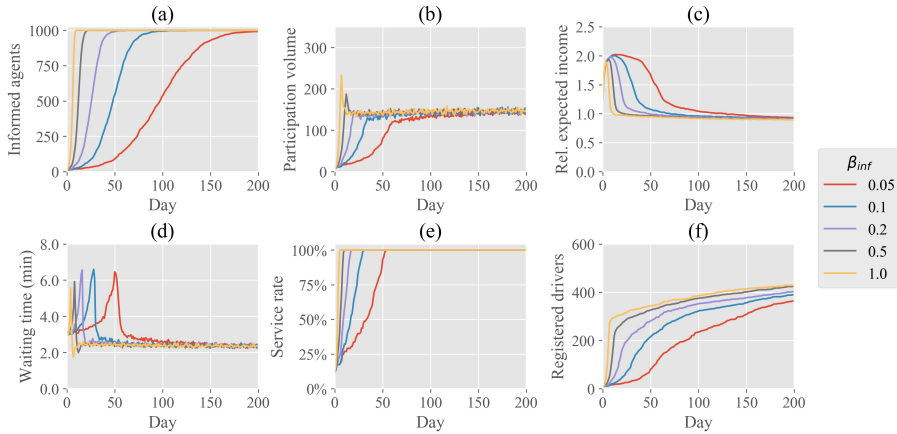 (a)
Informed agents
1000
750
500
250
0
0 50 100 150 200
Day
(b)
Participation volume
300
200
100
0
0 50 100 150 200
Day
(c)
Rel. expected income
2.5
2.0
1.5
1.0
0.5
0.0
0 50 100 150 200
Day
β_inf
0.05
0.1
0.2
0.5
1.0
(d)
Waiting time (min)
8.0
6.0
4.0
2.0
0.0
0 50 100 150 200
Day
(e)
Service rate
100%
75%
50%
25%
0%
0 50 100 150 200
Day
(f)
Registered drivers
600
400
200
0
0 50 100 150 200
Day